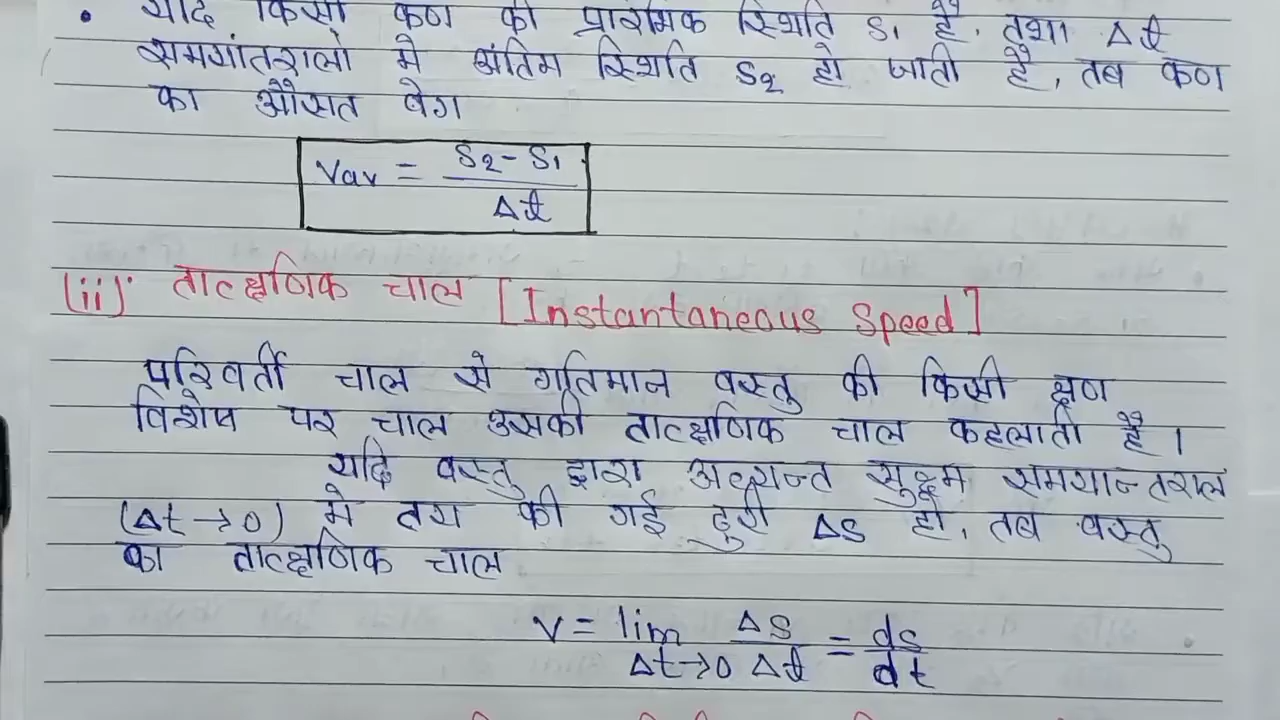 • यदि किसी कण की प्रारंभिक स्थिति S₁ है, तथा Δt
समयांतरालो मे अंतिम स्थिति S₂ हो जाती है, तब कण
का औसत वेग
Vav = (S₂ - S₁) / Δt
(ii) तात्क्षणिक चाल [Instantaneous Speed]
परिवर्ती चाल से गतिमान वस्तु की किसी क्षण
विशेष पर चाल उसकी तात्क्षणिक चाल कहलाती है।
यदि वस्तु द्वारा अत्यन्त सुक्ष्म समयान्तराल
(Δt→0) मे तय की गई दुरी ΔS हो, तब वस्तु
का तात्क्षणिक चाल
V = lim Δt→0 ΔS/Δt = ds/dt